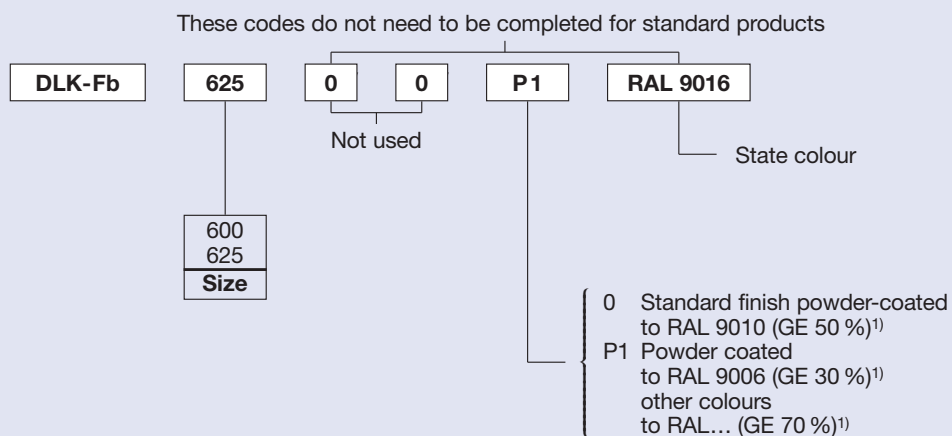 These codes do not need to be completed for standard products
DLK-Fb 625 0 0 P1 RAL 9016
Not used
State colour
600
625
Size
0 Standard finish powder-coated
to RAL 9010 (GE 50 %)1)
P1 Powder coated
to RAL 9006 (GE 30 %)1)
other colours
to RAL… (GE 70 %)1)